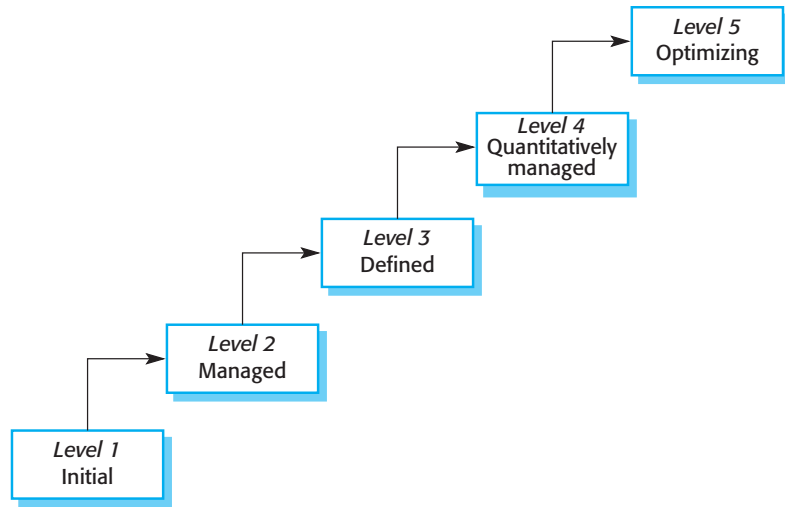 Level 5
Optimizing
Level 4
Quantitatively
managed
Level 3
Defined
Level 2
Managed
Level 1
Initial